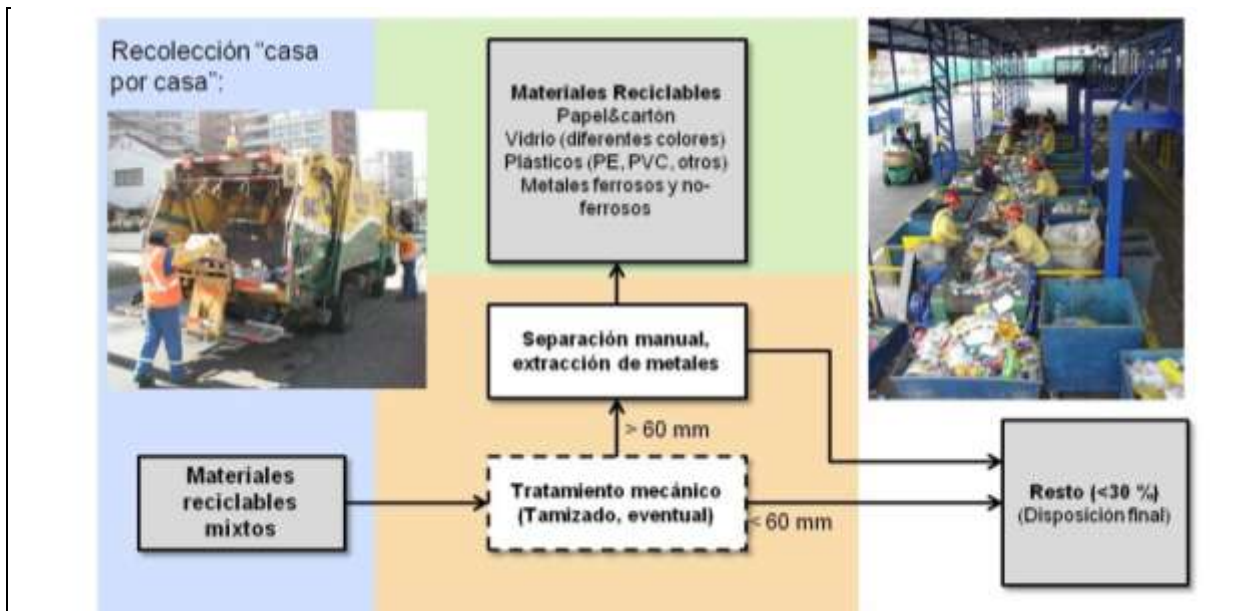 Recolección "casa
por casa":
Materiales Reciclables
Papel&cartón
Vidrio (diferentes colores)
Plásticos (PE, PVC, otros)
Metales ferrosos y no-
ferrosos
Separación manual,
extracción de metales
> 60 mm
Materiales
reciclables
mixtos
Tratamiento mecánico
(Tamizado, eventual)
< 60 mm
Resto (<30 %)
(Disposición final)